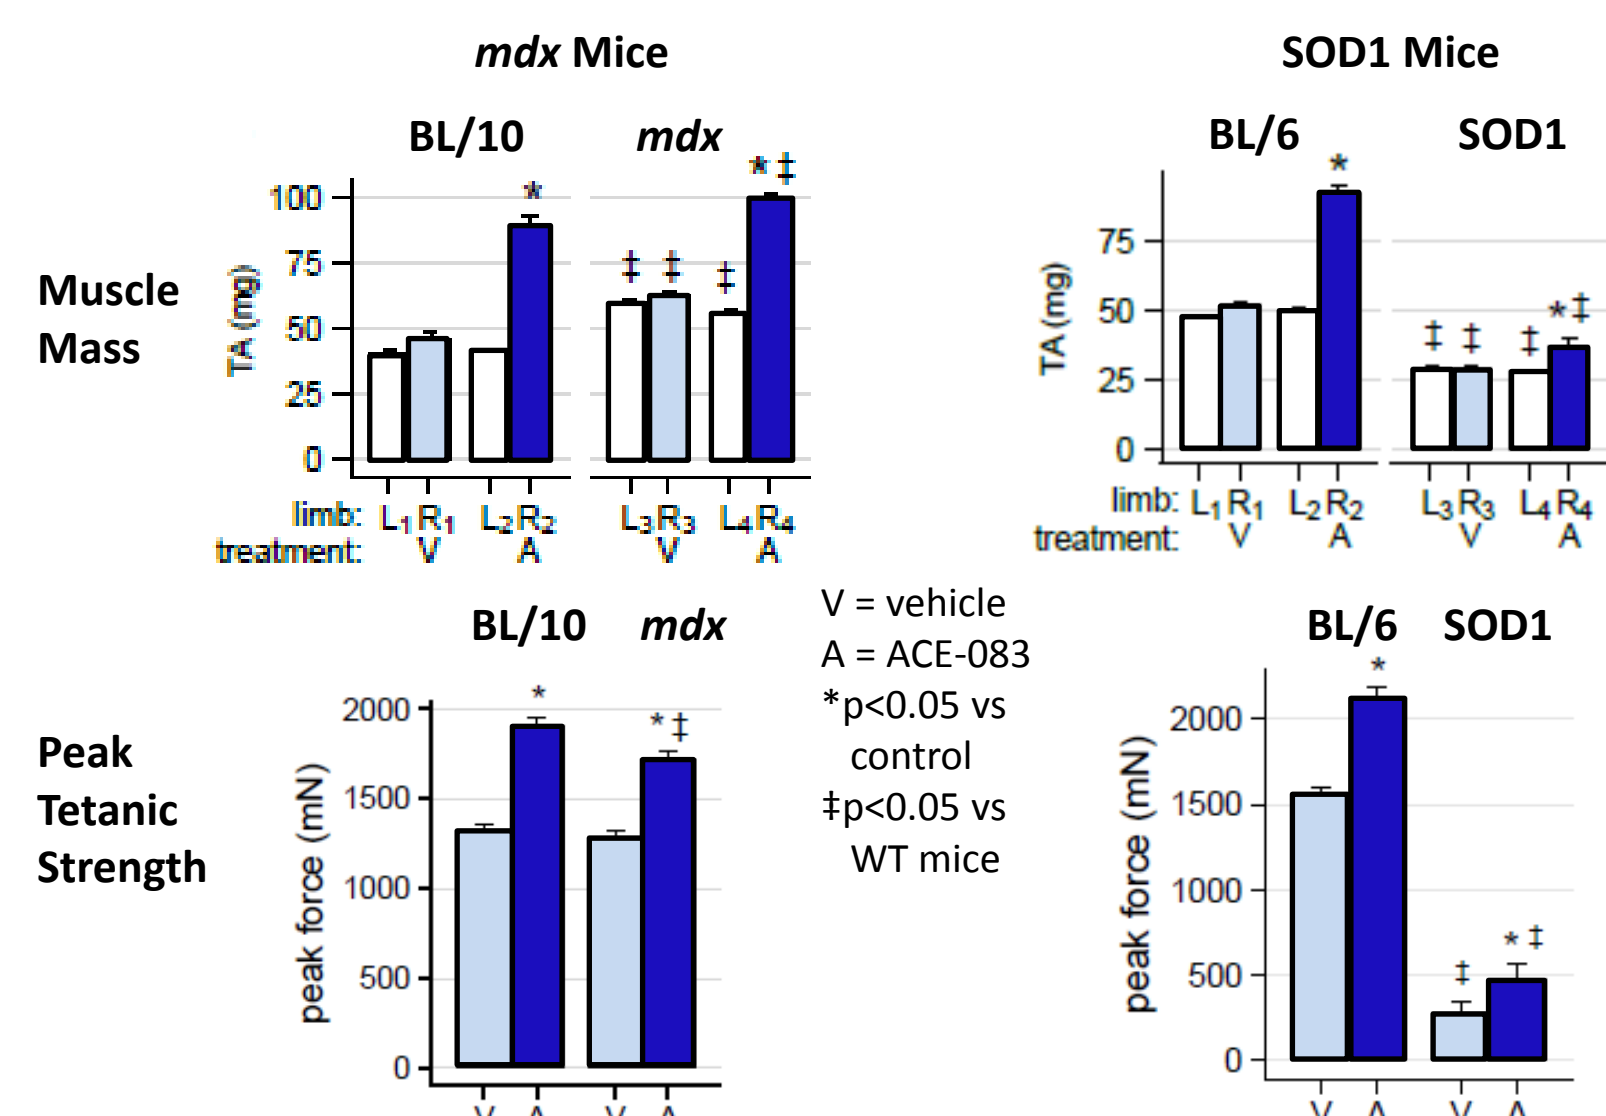 mdx Mice
SOD1 Mice
BL/10 mdx
BL/6 SOD1
Muscle
Mass
TA (mg)
100
75
50
25
0
* ‡ ‡ ‡ *‡
limb: L1 R1 L2 R2 L3 R3 L4 R4
treatment: V A V A
TA (mg)
75
50
25
0
* ‡ ‡ ‡ *‡
limb: L1 R1 L2 R2 L3 R3 L4 R4
treatment: V A V A
V = vehicle
A = ACE-083
*p<0.05 vs
control
‡p<0.05 vs
WT mice
Peak
Tetanic
Strength
BL/10 mdx
peak force (mN)
2000
1500
1000
500
0
* *‡
V A V A
BL/6 SOD1
peak force (mN)
2000
1500
1000
500
0
* ‡ *‡
V A V A